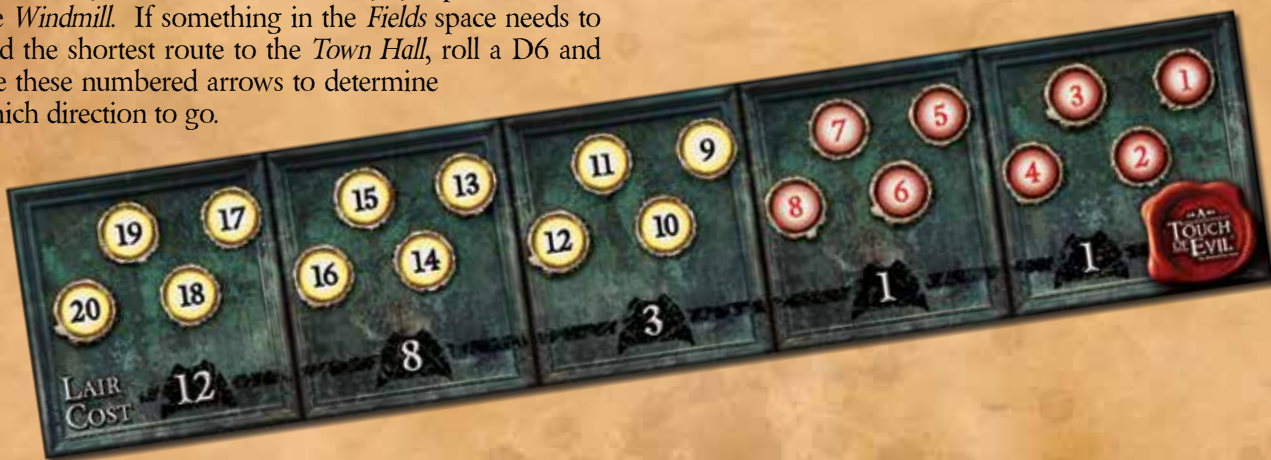 Windmill. If something in the Fields space needs to
the shortest route to the Town Hall, roll a D6 and
these numbered arrows to determine
direction to go.
19 17 20 18
15 13 16 14
11 9 12 10
7 5 8 6
3 1 4 2
LAIR
COST
12 8 3 1 1
A
TOUCH
OF EVIL